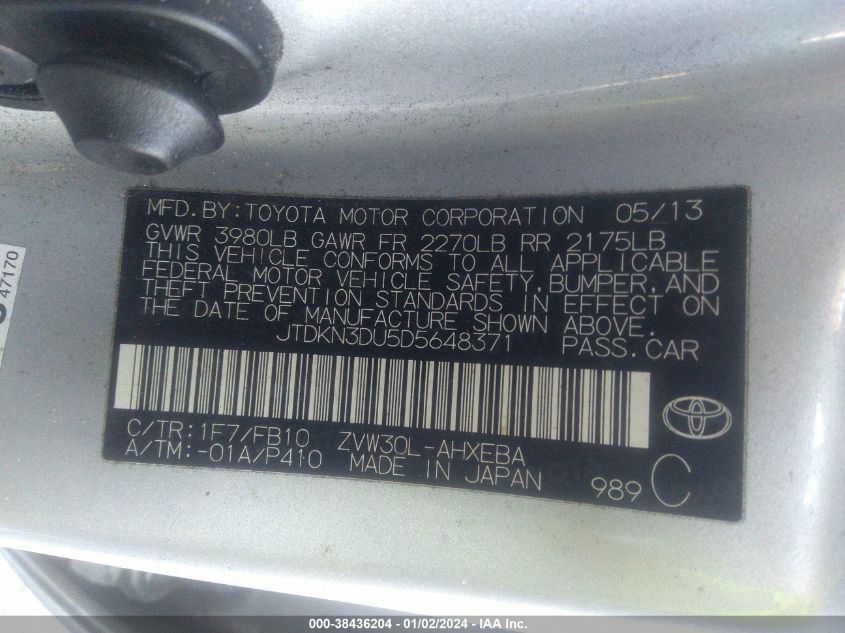 MFD. BY: TOYOTA MOTOR CORPORATION 05/13
GVWR 3980LB GAWR FR 2270LB RR 2175LB
THIS VEHICLE CONFORMS TO ALL APPLICABLE
FEDERAL MOTOR VEHICLE SAFETY, BUMPER, AND
THEFT PREVENTION STANDARDS IN EFFECT ON
THE DATE OF MANUFACTURE SHOWN ABOVE.
JTDKN3DU5D5648371 PASS.CAR
C/TR: 1F7/FB10 ZVW30L-AHXEBA
A/TM:-01A/P410 MADE IN JAPAN 989 C
47170
000-38436204 - 01/02/2024 - IAA Inc.